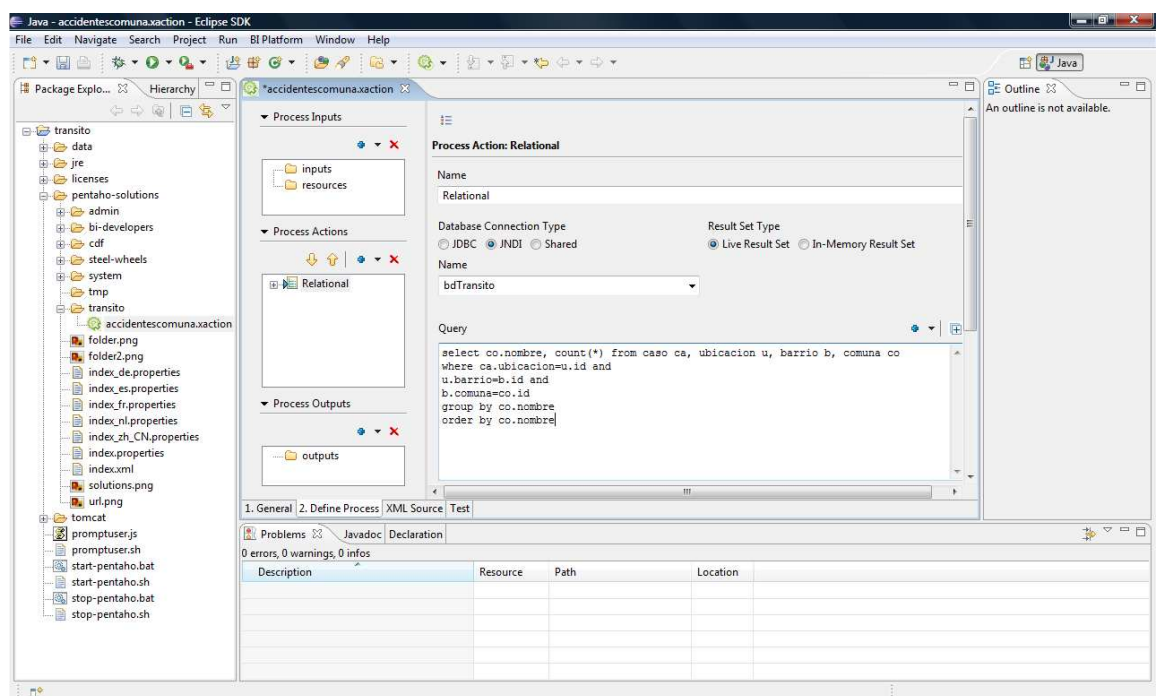 Java - accidentescomuna.xaction - Eclipse SDK
File Edit Navigate Search Project Run BI Platform Window Help
Java
Package Explo... Hierarchy
transito
data
jre
licenses
pentaho-solutions
admin
bi-developers
cdf
steel-wheels
system
tmp
transito
accidentescomuna.xaction
folder.png
folder2.png
index_de.properties
index_es.properties
index_fr.properties
index_nl.properties
index_zh_CN.properties
index.properties
index.xml
solutions.png
url.png
tomcat
promptuser.js
promptuser.sh
start-pentaho.bat
start-pentaho.sh
stop-pentaho.bat
stop-pentaho.sh
*accidentescomuna.xaction
Process Inputs
inputs
resources
Process Actions
Relational
Process Outputs
outputs
Process Action: Relational
Name
Relational
Database Connection Type
JDBC JNDI Shared
Result Set Type
Live Result Set In-Memory Result Set
Name
bdTransito
Query
select co.nombre, count(*) from caso ca, ubicacion u, barrio b, comuna co
where ca.ubicacion=u.id and
u.barrio=b.id and
b.comuna=co.id
group by co.nombre
order by co.nombre
1. General 2. Define Process XML Source Test
Outline
An outline is not available.
Problems Javadoc Declaration
0 errors, 0 warnings, 0 infos
Description Resource Path Location